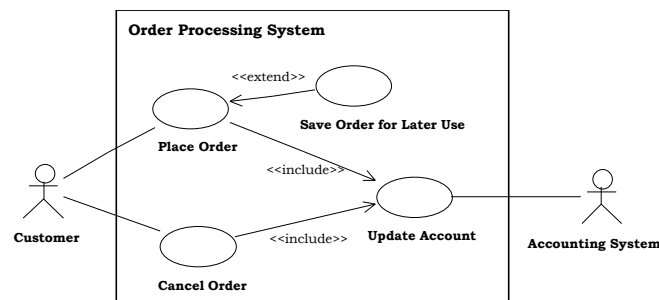 Order Processing System
<<extend>>
Save Order for Later Use
Place Order
<<include>>
Customer
<<include>>
Update Account
Accounting System
Cancel Order